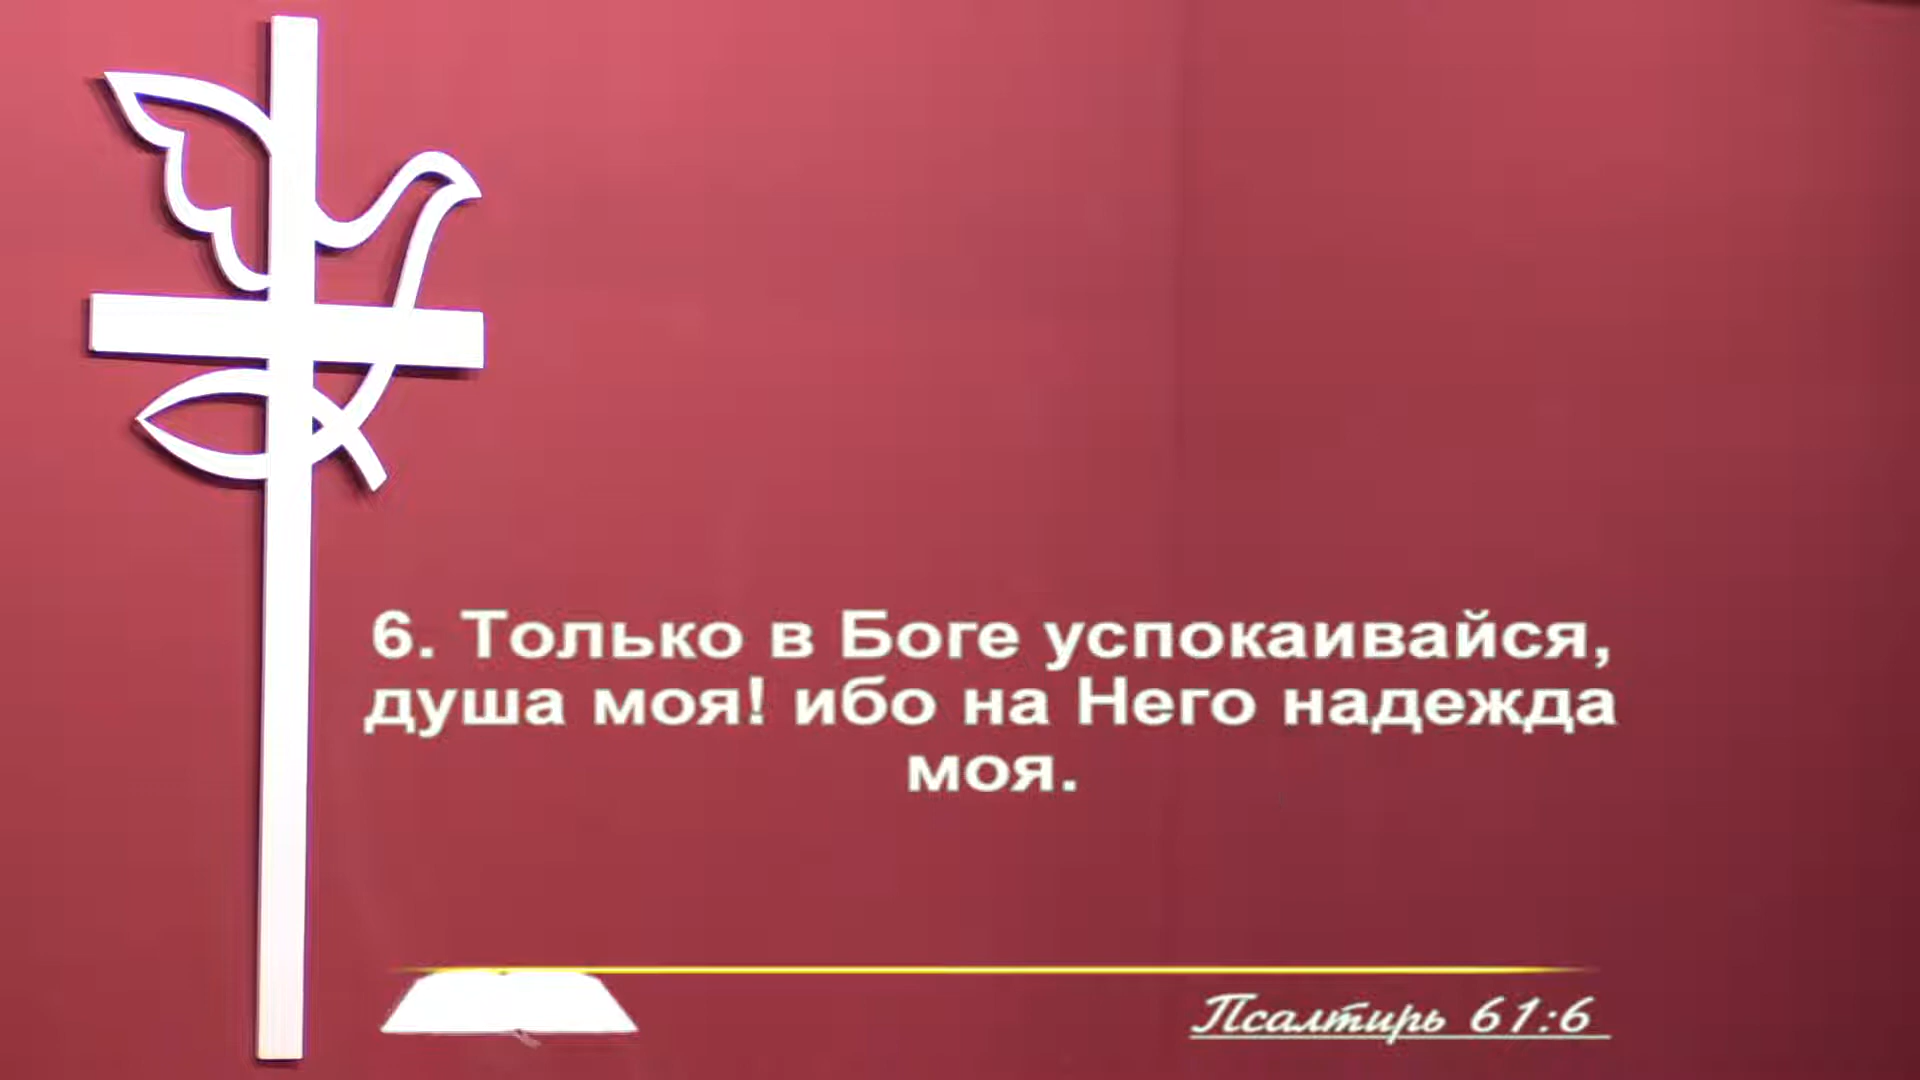 6. Только в Боге успокаивайся,
душа моя! ибо на Него надежда
моя.
Псалтирь 61:6